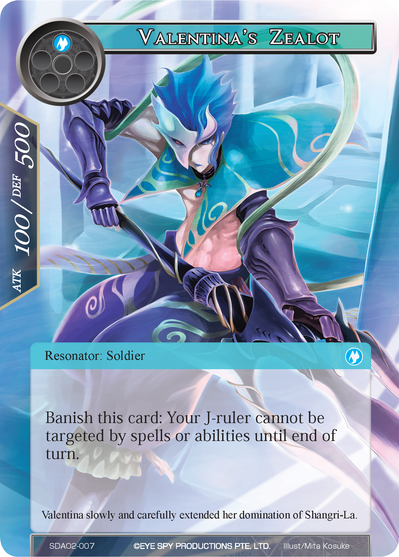 Valentina's Zealot
ATK 100/DEF 500
Resonator: Soldier
Banish this card: Your J-ruler cannot be
targeted by spells or abilities until end of
turn.
Valentina slowly and carefully extended her domination of Shangri-La.
SDAO2-007 ©EYE SPY PRODUCTIONS PTE. LTD. Illust/Mita Kosuke